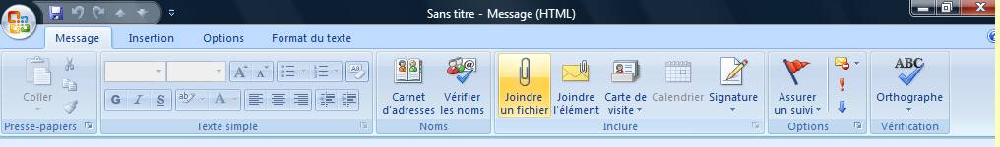 Sans titre - Message (HTML)
Message Insertion Options Format du texte
Coller
Presse-papiers
A A
G I S ab A
Texte simple
Carnet d'adresses
Vérifier les noms
Noms
Joindre un fichier
Joindre l'élément
Carte de visite
Calendrier
Signature
Inclure
Assurer un suivi
Options
ABC
Orthographe
Vérification